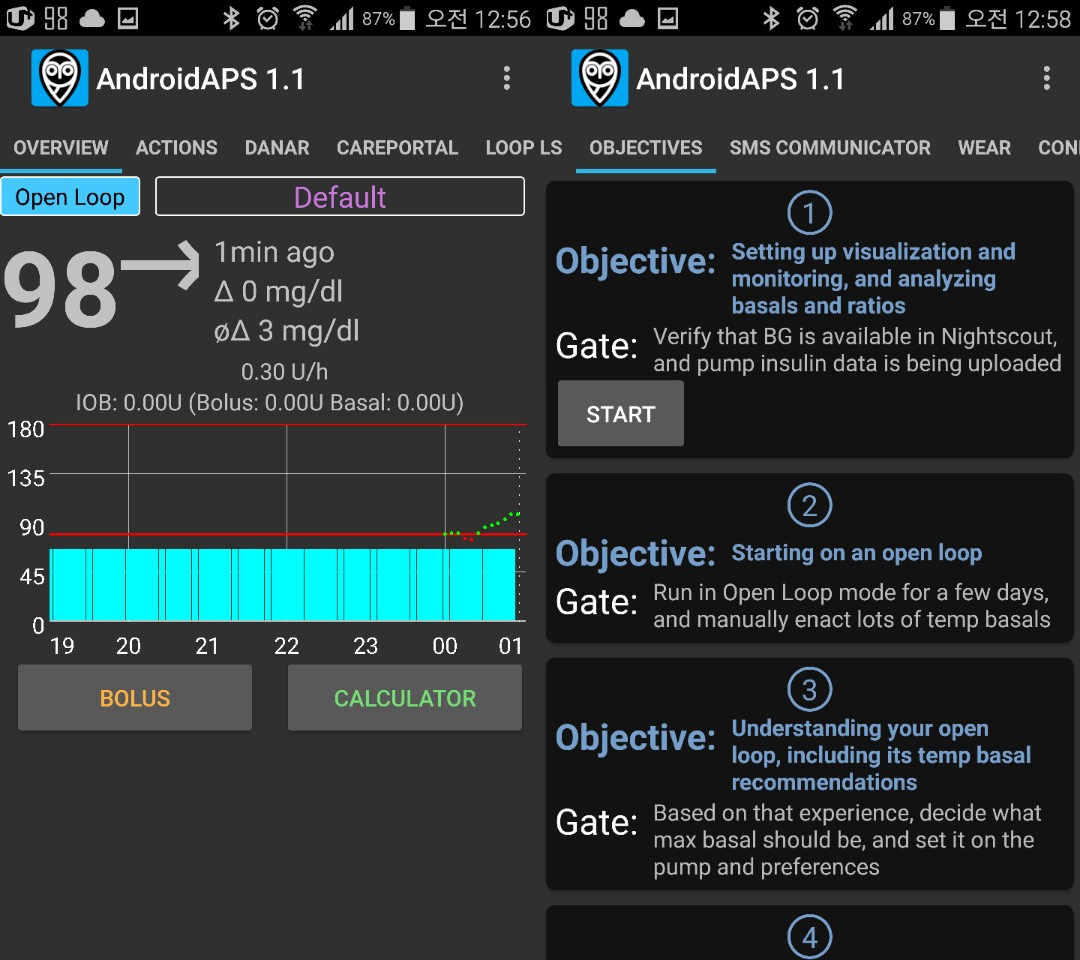 98 87% 오전 12:56
AndroidAPS 1.1
OVERVIEW ACTIONS DANAR CAREPORTAL LOOP LS
Open Loop Default
98
1min ago
Δ 0 mg/dl
øΔ 3 mg/dl
0.30 U/h
IOB: 0.00U (Bolus: 0.00U Basal: 0.00U)
180
135
90
45
0
19 20 21 22 23 00 01
BOLUS CALCULATOR
98 87% 오전 12:58
AndroidAPS 1.1
OBJECTIVES SMS COMMUNICATOR WEAR CON
1
Objective: Setting up visualization and
monitoring, and analyzing
basals and ratios
Gate: Verify that BG is available in Nightscout,
and pump insulin data is being uploaded
START
2
Objective: Starting on an open loop
Gate: Run in Open Loop mode for a few days,
and manually enact lots of temp basals
3
Objective: Understanding your open
loop, including its temp basal
recommendations
Gate: Based on that experience, decide what
max basal should be, and set it on the
pump and preferences
4